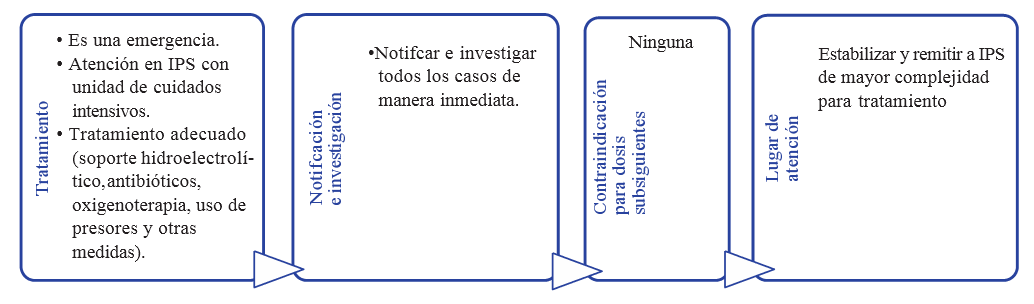 Tratamiento
• Es una emergencia.
• Atención en IPS con
unidad de cuidados
intensivos.
• Tratamiento adecuado
(soporte hidroelectrolí-
tico,antibióticos,
oxigenoterapia, uso de
presores y otras
medidas).
Notifcación
e investigación
•Notifcar e investigar
todos los casos de
manera inmediata.
Contraindicación
para dosis
subsiguientes
Ninguna
Lugar de
atención
Estabilizar y remitir a IPS
de mayor complejidad
para tratamiento